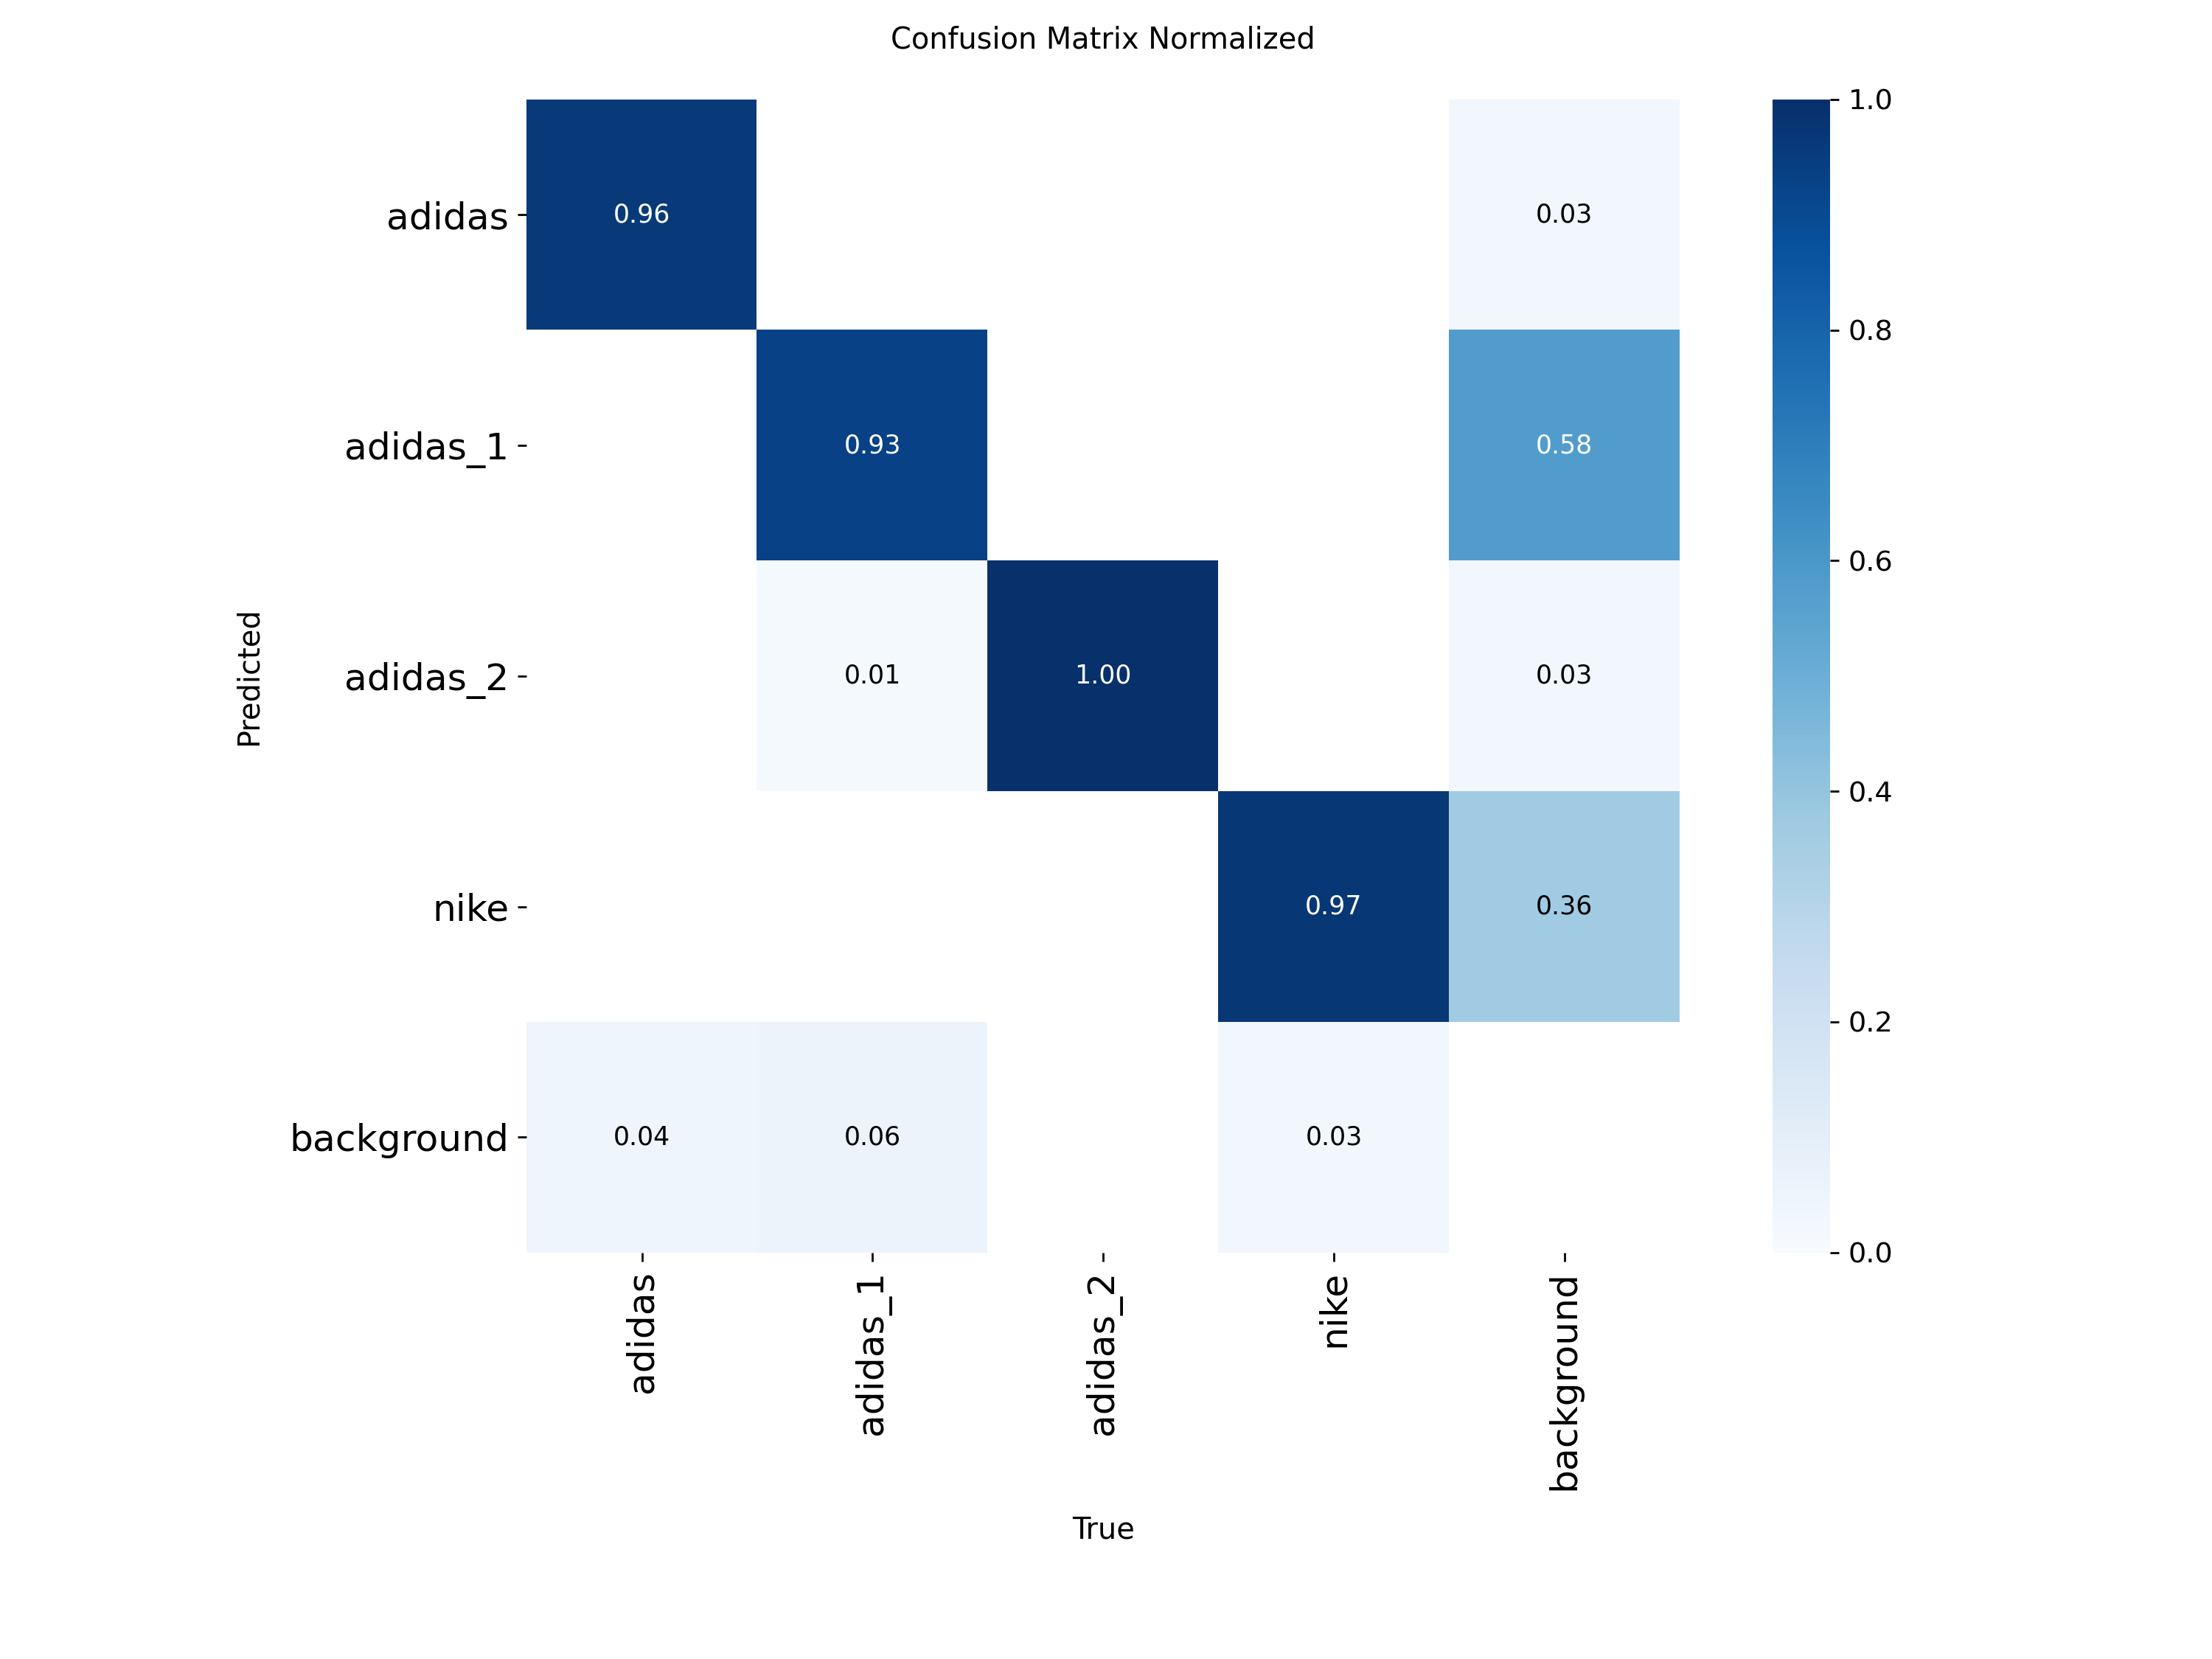 Confusion Matrix Normalized
adidas 0.96 0.03
adidas_1 0.93 0.58
adidas_2 0.01 1.00 0.03
nike 0.97 0.36
background 0.04 0.06 0.03
adidas adidas_1 adidas_2 nike background
True
Predicted
1.0
0.8
0.6
0.4
0.2
0.0